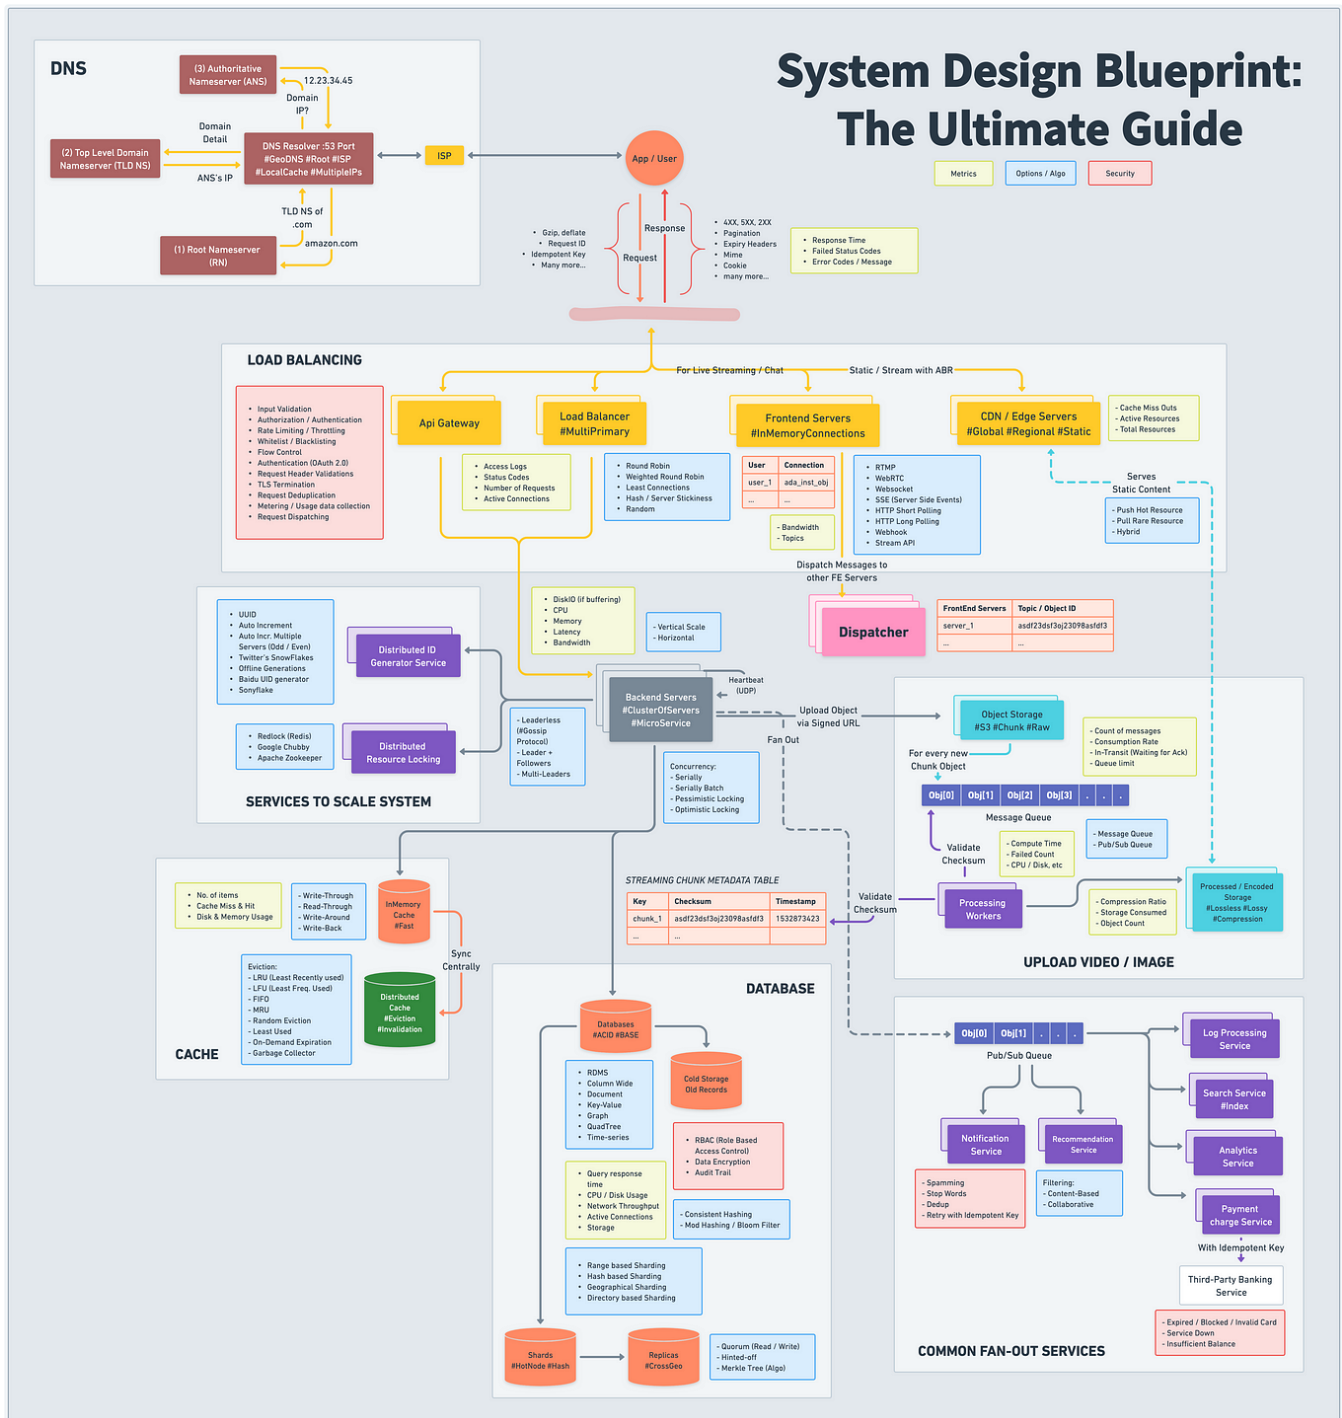 System Design Blueprint:
The Ultimate Guide
Metrics
Options / Algo
Security
DNS
(3) Authoritative
Nameserver (ANS)
12.23.34.45
Domain
IP?
Domain
Detail
(2) Top Level Domain
Nameserver (TLD NS)
ANS's IP
DNS Resolver :53 Port
#GeoDNS #Root #ISP
#LocalCache #MultipleIPs
TLD NS of
.com
amazon.com
(1) Root Nameserver
(RN)
ISP
App / User
Response
Request
Gzip, deflate
• Request ID
• Idempotent Key
• Many more...
• 4XX, 5XX, 2XX
• Pagination
• Expiry Headers
• Mime
• Cookie
• many more...
• Response Time
• Failed Status Codes
• Error Codes / Message
LOAD BALANCING
For Live Streaming / Chat
Static / Stream with ABR
• Input Validation
• Authorization / Authentication
• Rate Limiting / Throttling
• Whitelist / Blacklisting
• Flow Control
• Authentication (OAuth 2.0)
• Request Header Validations
• TLS Termination
• Request Deduplication
• Metering / Usage data collection
• Request Dispatching
Api Gateway
Load Balancer
#MultiPrimary
Frontend Servers
#InMemoryConnections
CDN / Edge Servers
#Global #Regional #Static
• Cache Miss Outs
• Active Resources
• Total Resources
• Access Logs
• Status Codes
• Number of Requests
• Active Connections
• Round Robin
• Weighted Round Robin
• Least Connections
• Hash / Server Stickiness
• Random
User Connection
user_1 ada_inst_obj
... ...
- Bandwidth
- Topics
• RTMP
• WebRTC
• Websocket
• SSE (Server Side Events)
• HTTP Short Polling
• HTTP Long Polling
• Webhook
• Stream API
Serves
Static Content
- Push Hot Resource
- Pull Rare Resource
- Hybrid
Dispatch Messages to
other FE Servers
Dispatcher
FrontEnd Servers Topic / Object ID
server_1 asdf23dsf3oj23098asfdf3
... ...
• DiskIO (if buffering)
• CPU
• Memory
• Latency
• Bandwidth
- Vertical Scale
- Horizontal
• UUID
• Auto Increment
• Auto Incr. Multiple
Servers (Odd / Even)
• Twitter's SnowFlakes
• Offline Generations
• Baidu UID generator
• Sonyflake
Distributed ID
Generator Service
• Redlock (Redis)
• Google Chubby
• Apache Zookeeper
Distributed
Resource Locking
SERVICES TO SCALE SYSTEM
- Leaderless
(#Gossip
Protocol)
- Leader +
Followers
- Multi-Leaders
Backend Servers
#ClusterOfServers
#MicroService
Heartbeat
(UDP)
Fan Out
Upload Object
via Signed URL
Concurrency:
- Serially
- Serially Batch
- Pessimistic Locking
- Optimistic Locking
Object Storage
#S3 #Chunk #Raw
For every new
Chunk Object
- Count of messages
- Consumption Rate
- In-Transit (Waiting for Ack)
- Queue limit
Obj[0] Obj[1] Obj[2] Obj[3] . . .
Message Queue
Validate
Checksum
- Compute Time
- Failed Count
- CPU / Disk, etc
- Message Queue
- Pub/Sub Queue
Processing
Workers
- Compression Ratio
- Storage Consumed
- Object Count
Processed / Encoded
Storage
#Lossless #Lossy
#Compression
UPLOAD VIDEO / IMAGE
STREAMING CHUNK METADATA TABLE
Key Checksum Timestamp
chunk_1 asdf23dsf3oj23098asfdf3 1532873423
... ...
Validate
Checksum
• No. of items
• Cache Miss & Hit
• Disk & Memory Usage
- Write-Through
- Read-Through
- Write-Around
- Write-Back
InMemory
Cache
#Fast
Sync
Centrally
Eviction:
- LRU (Least Recently used)
- LFU (Least Freq. Used)
- FIFO
- MRU
- Random Eviction
- Least Used
- On-Demand Expiration
- Garbage Collector
Distributed
Cache
#Eviction
#Invalidation
CACHE
DATABASE
Databases
#ACID #BASE
Cold Storage
Old Records
• RDMS
• Column Wide
• Document
• Key-Value
• Graph
• QuadTree
• Time-series
• RBAC (Role Based
Access Control)
• Data Encryption
• Audit Trail
• Query response
time
• CPU / Disk Usage
• Network Throughput
• Active Connections
• Storage
- Consistent Hashing
- Mod Hashing / Bloom Filter
• Range based Sharding
• Hash based Sharding
• Geographical Sharding
• Directory based Sharding
Shards
#HotNode #Hash
Replicas
#CrossGeo
- Quorum (Read / Write)
- Hinted-off
- Merkle Tree (Algo)
Obj[0] Obj[1] . . .
Pub/Sub Queue
Log Processing
Service
Search Service
#Index
Analytics
Service
Payment
charge Service
Notification
Service
Recommendation
Service
- Spamming
- Stop Words
- Dedup
- Retry with Idempotent Key
Filtering:
- Content-Based
- Collaborative
With Idempotent Key
Third-Party Banking
Service
- Expired / Blocked / Invalid Card
- Service Down
- Insufficient Balance
COMMON FAN-OUT SERVICES